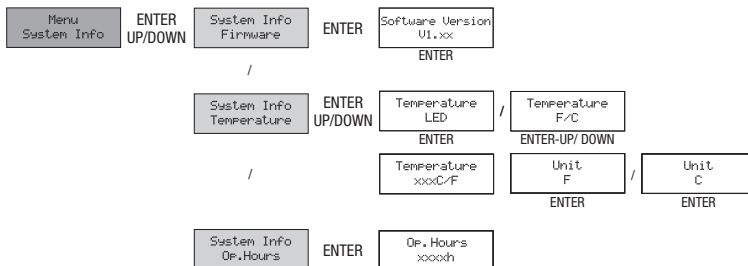 Menu
System Info
ENTER
UP/DOWN
System Info
Firmware
ENTER
Software Version
V1.xx
ENTER
/
System Info
Temperature
ENTER
UP/DOWN
Temperature
LED
ENTER
/
Temperature
F/C
ENTER-UP/ DOWN
/
Temperature
xxxC/F
Unit
F
ENTER
/
Unit
C
ENTER
System Info
Op.Hours
ENTER
Op.Hours
xxxxh